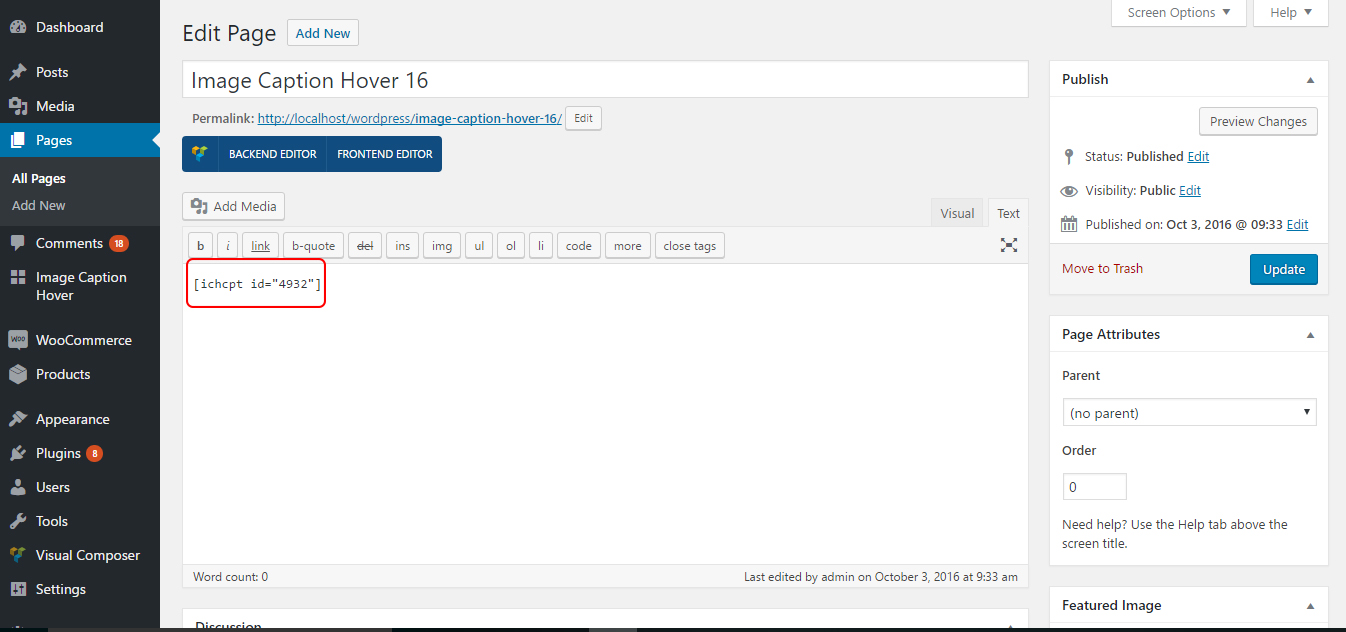 Dashboard
Posts
Media
Pages
All Pages
Add New
Comments 18
Image Caption
Hover
WooCommerce
Products
Appearance
Plugins 8
Users
Tools
Visual Composer
Settings
Screen Options ▼
Help ▼
Edit Page Add New
Image Caption Hover 16
Permalink: http://localhost/wordpress/image-caption-hover-16/ Edit
BACKEND EDITOR FRONTEND EDITOR
Add Media
Visual Text
b i link b-quote del ins img ul ol li code more close tags
[ichcpt id="4932"]
Word count: 0
Last edited by admin on October 3, 2016 at 9:33 am
Discussion
Publish
Preview Changes
Status: Published Edit
Visibility: Public Edit
Published on: Oct 3, 2016 @ 09:33 Edit
Move to Trash
Update
Page Attributes
Parent
(no parent)
Order
0
Need help? Use the Help tab above the
screen title.
Featured Image